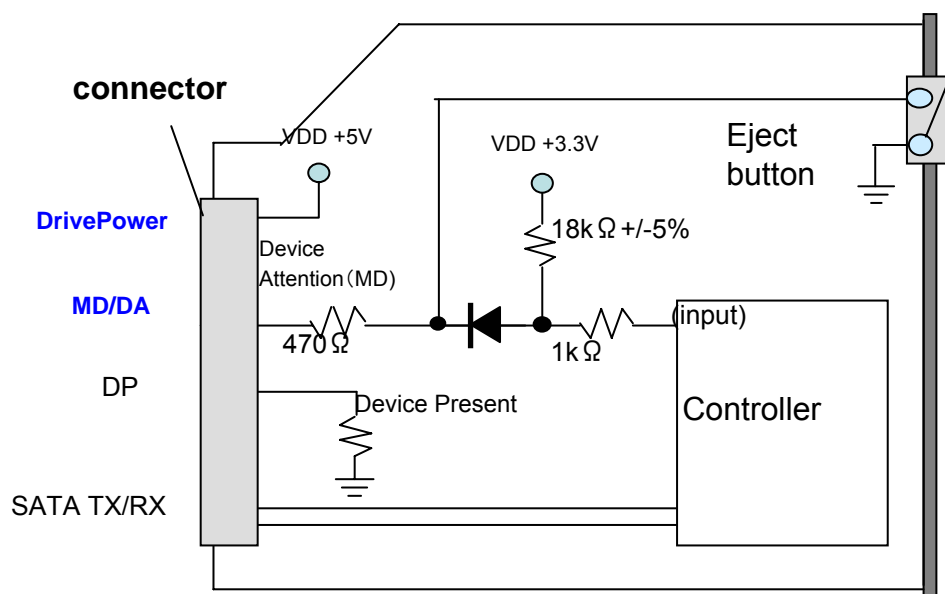 connector
VDD +5V
VDD +3.3V
Eject
button
DrivePower
18kΩ +/-5%
Device
Attention（MD)
MD/DA
(input)
470Ω
1kΩ
DP
Device Present
Controller
SATA TX/RX